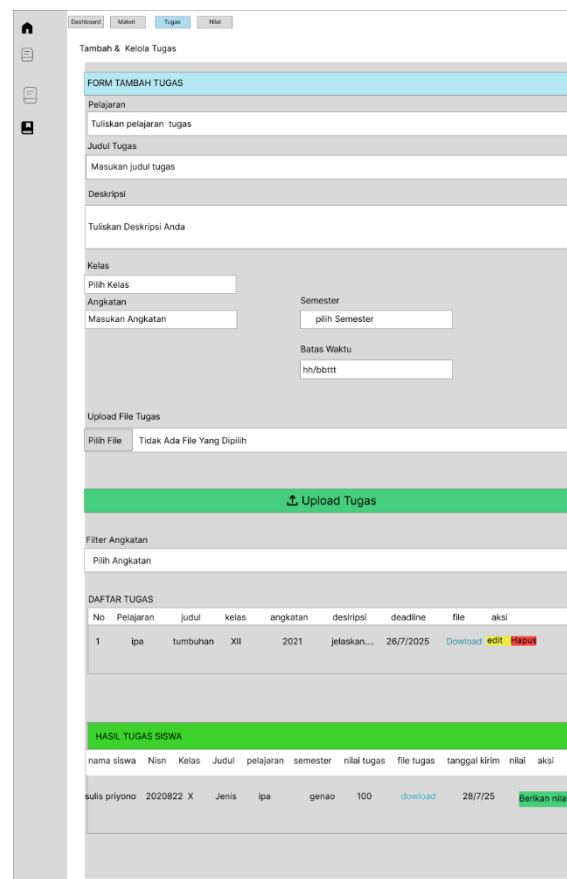 Dashboard Materi Tugas Nilai
Tambah & Kelola Tugas
FORM TAMBAH TUGAS
Pelajaran
Tuliskan pelajaran tugas
Judul Tugas
Masukan judul tugas
Deskripsi
Tuliskan Deskripsi Anda
Kelas
Pilih Kelas
Angkatan Semester
Masukan Angkatan pilih Semester
Batas Waktu
hh/bbttt
Upload File Tugas
Pilih File Tidak Ada File Yang Dipilih
Upload Tugas
Filter Angkatan
Pilih Angkatan
DAFTAR TUGAS
No Pelajaran judul kelas angkatan desIripsi deadline file aksi
1 ipa tumbuhan XII 2021 jelaskan.... 26/7/2025 Dowload edit Hapus
HASIL TUGAS SISWA
nama siswa Nisn Kelas Judul pelajaran semester nilai tugas file tugas tanggal kirim nilai aksi
sulis priyono 2020822 X Jenis ipa genao 100 dowload 28/7/25 Berikan nilai